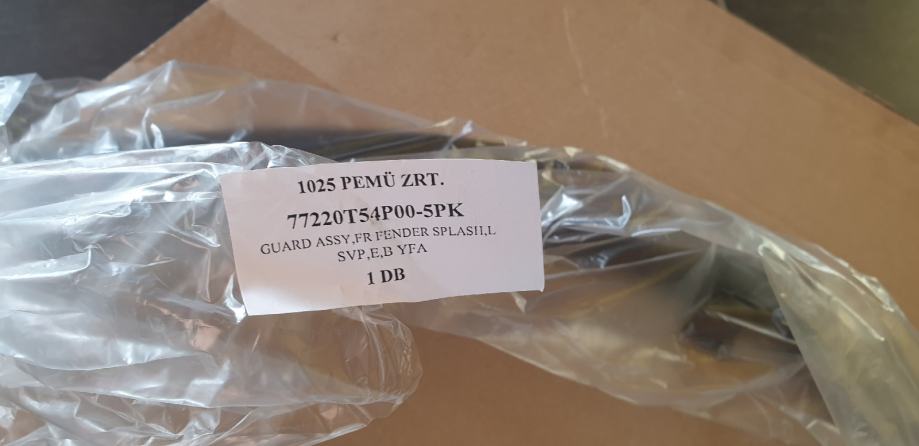 1025 PEMÜ ZRT.
77220T54P00-5PK
GUARD ASSY,FR FENDER SPLASH,L
SVP,E,B YFA
1 DB